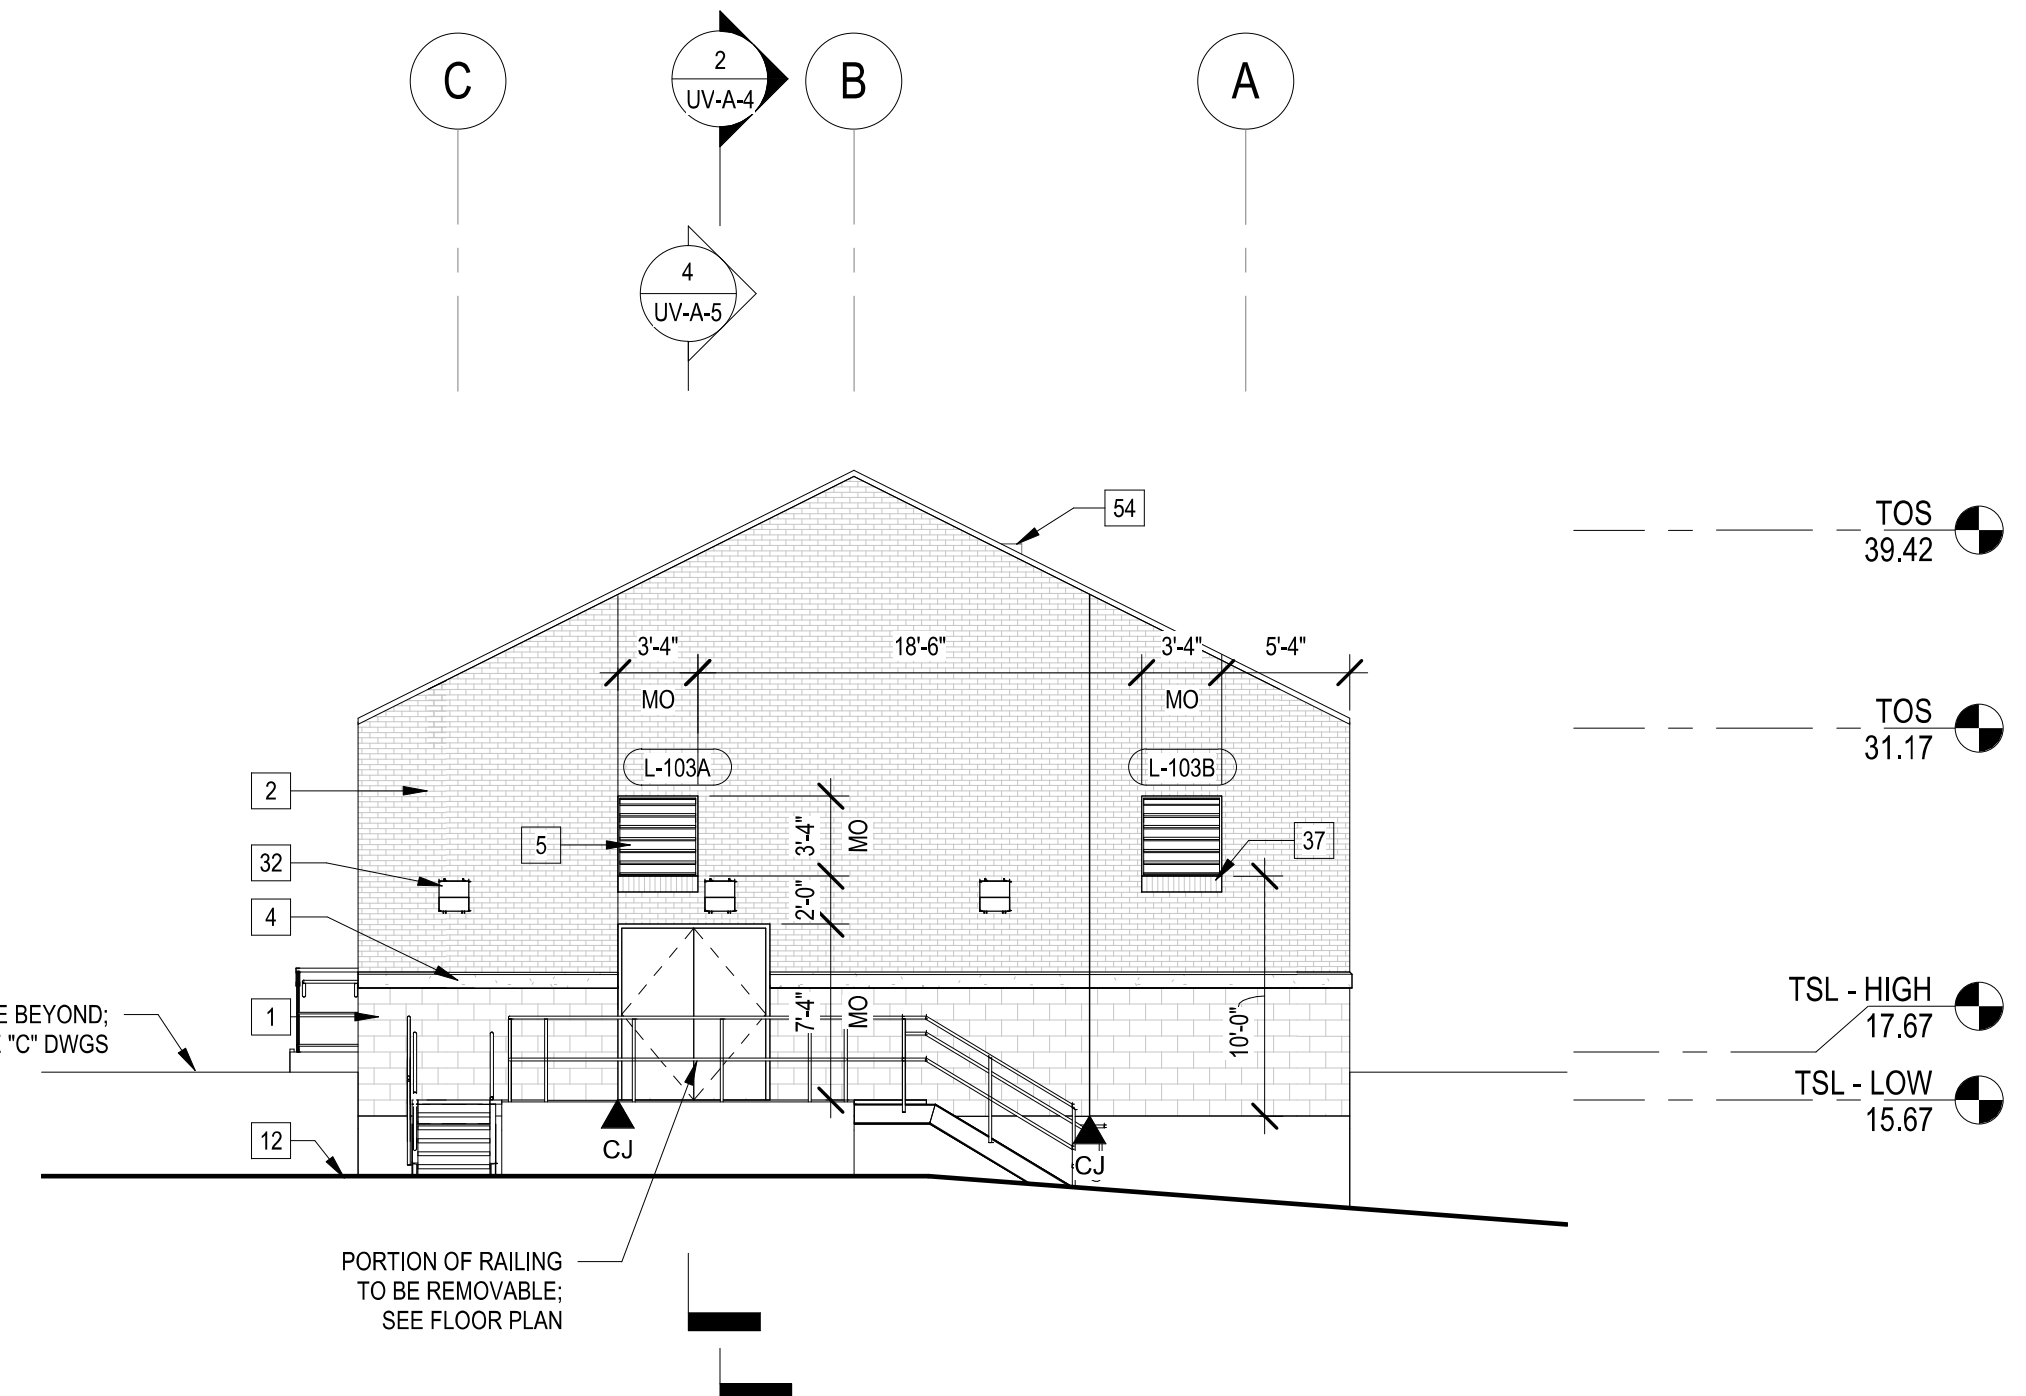 C
2
UV-A-4
B
A
4
UV-A-5
54
TOS
39.42
3'-4"
18'-6"
3'-4"
5'-4"
MO
MO
TOS
31.17
L-103A
L-103B
2
5
3'-4"
MO
37
32
2'-0"
4
E BEYOND;
"C" DWGS
1
7'-4"
MO
10'-0"
TSL - HIGH
17.67
TSL - LOW
15.67
12
CJ
CJ
PORTION OF RAILING
TO BE REMOVABLE;
SEE FLOOR PLAN